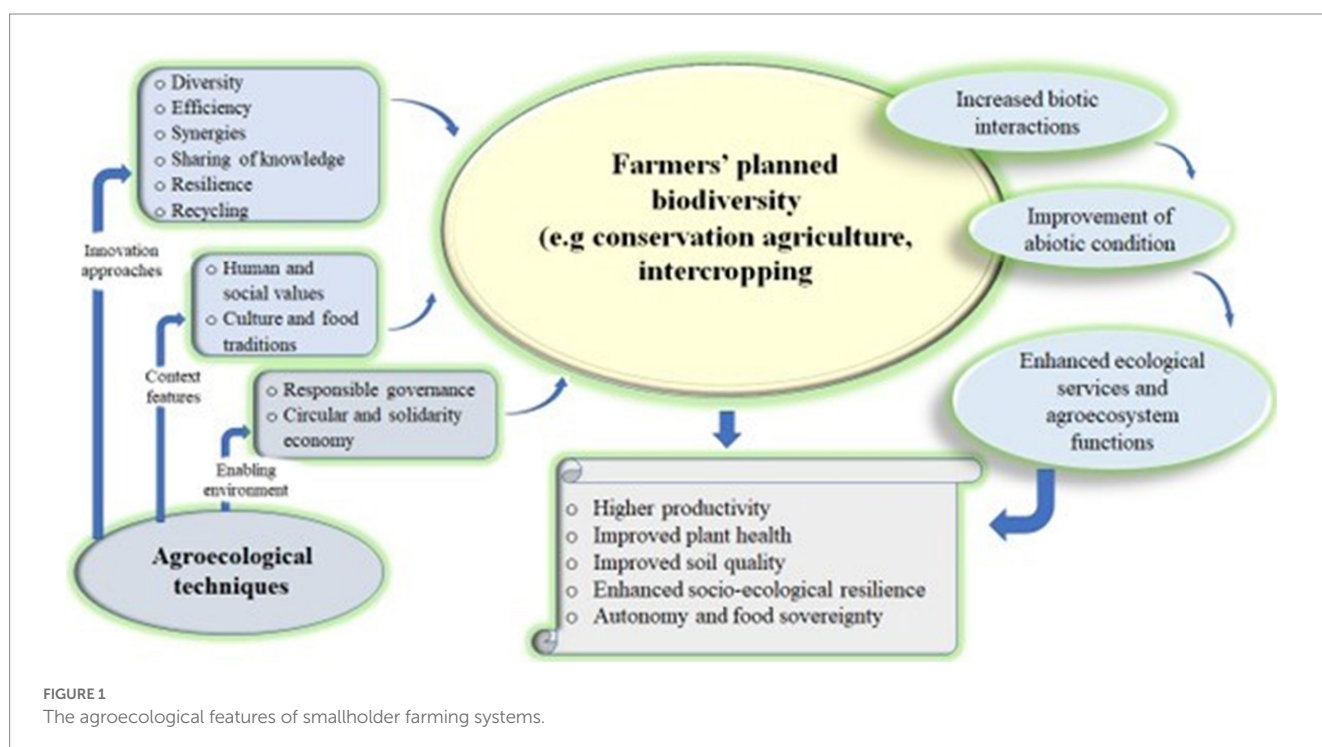 ○ Diversity
○ Efficiency
○ Synergies
○ Sharing of knowledge
○ Resilience
○ Recycling
Innovation
approaches
○ Human and
social values
○ Culture and food
traditions
Context
features
○ Responsible governance
○ Circular and solidarity
economy
Enabling
environment
Agroecological
techniques
Farmers’ planned
biodiversity
(e.g conservation agriculture,
intercropping
Increased biotic
interactions
Improvement of
abiotic condition
Enhanced ecological
services and
agroecosystem
functions
○ Higher productivity
○ Improved plant health
○ Improved soil quality
○ Enhanced socio-ecological resilience
○ Autonomy and food sovereignty
FIGURE 1
The agroecological features of smallholder farming systems.